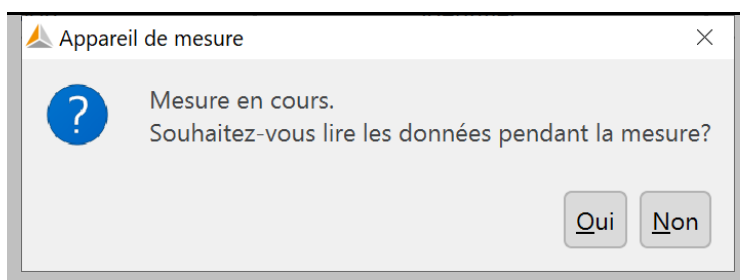 Appareil de mesure
Mesure en cours.
Souhaitez-vous lire les données pendant la mesure?
Oui Non